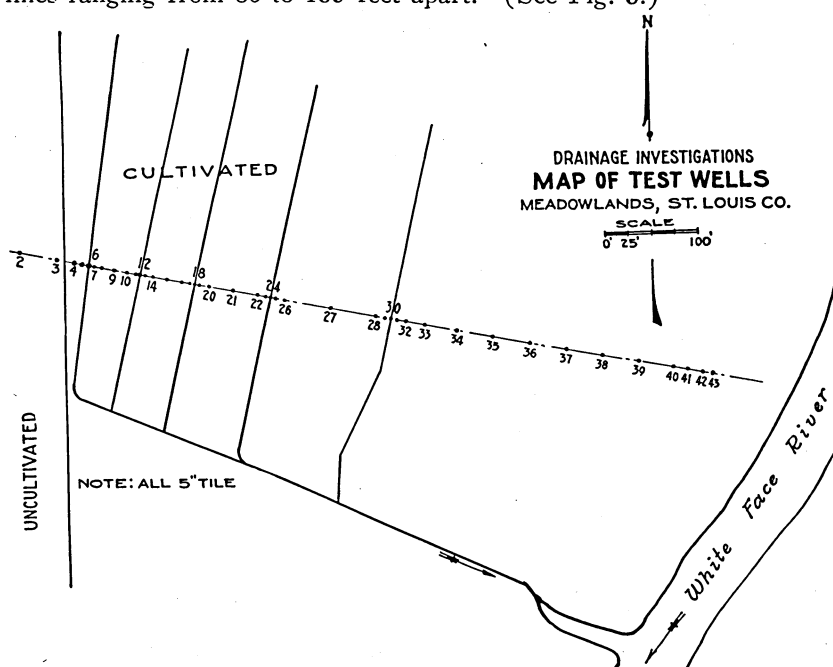 lines ranging from 80 to 185 feet apart. (See Fig. 8.)
N
DRAINAGE INVESTIGATIONS
MAP OF TEST WELLS
MEADOWLANDS, ST. LOUIS CO.
SCALE
0' 25' 100'
CULTIVATED
2 3 4 6 7 9 10 12 14 18 20 21 22 24 26 27 28 30 32 33 34 35 36 37 38 39 40 41 42 43
UNCULTIVATED
NOTE: ALL 5" TILE
White Face River